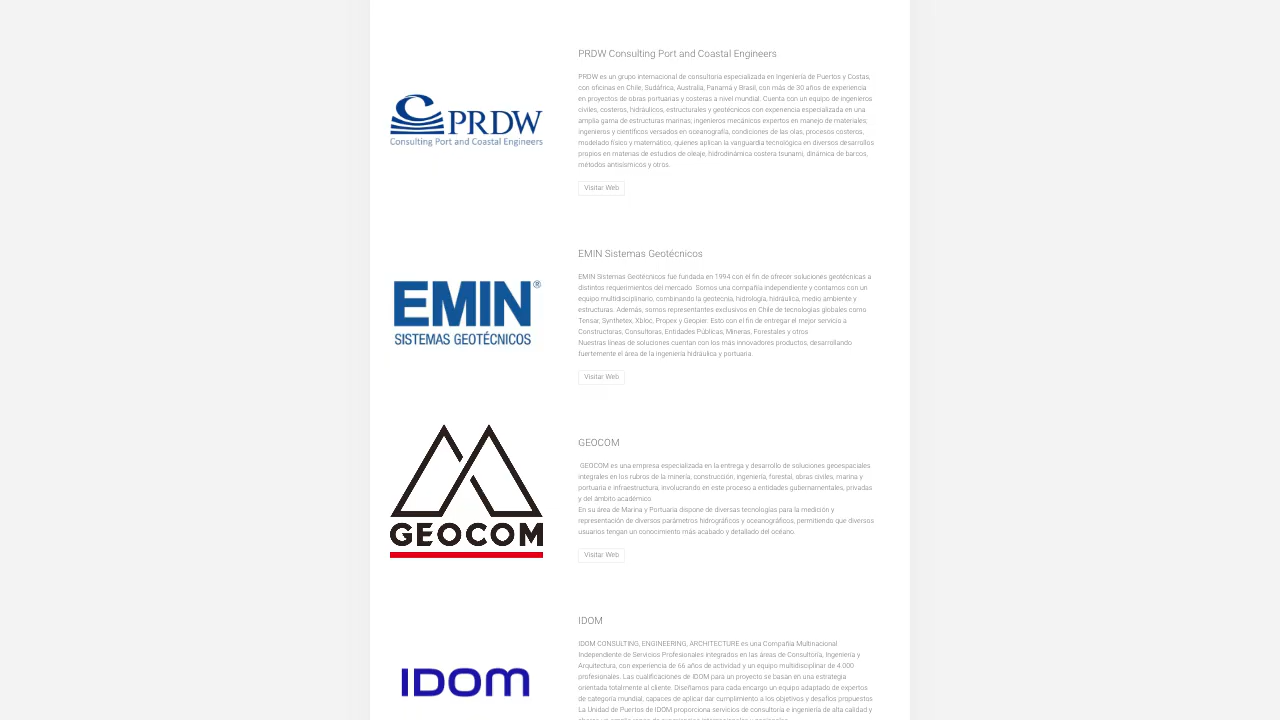 PRDW Consulting Port and Coastal Engineers
PRDW es un grupo internacional de consultoría especializada en Ingeniería de Puertos y Costas,
con oficinas en Chile, Sudáfrica, Australia, Panamá y Brasil, con más de 30 años de experiencia
en proyectos de obras portuarias y costeras a nivel mundial. Cuenta con un equipo de ingenieros
civiles, costeros, hidráulicos, estructurales y geotécnicos con experiencia especializada en una
amplia gama de estructuras marinas; ingenieros mecánicos expertos en manejo de materiales;
ingenieros y científicos versados en oceanografía, condiciones de las olas, procesos costeros,
modelado físico y matemático, quienes aplican la vanguardia tecnológica en diversos desarrollos
propios en materias de estudios de oleaje, hidrodinámica costera tsunami, dinámica de barcos,
métodos antisísmicos y otros.
PRDW
Consulting Port and Coastal Engineers
Visitar Web
EMIN Sistemas Geotécnicos
EMIN Sistemas Geotécnicos fue fundada en 1994 con el fin de ofrecer soluciones geotécnicas a
distintos requerimientos del mercado. Somos una compañía independiente y contamos con un
equipo multidisciplinario, combinando la geotecnia, hidrología, hidráulica, medio ambiente y
estructuras. Además, somos representantes exclusivos en Chile de tecnologías globales como
Tensar, Synthetex, Xbloc, Propex y Geopier. Esto con el fin de entregar el mejor servicio a
Constructoras, Consultoras, Entidades Públicas, Mineras, Forestales y otros
Nuestras líneas de soluciones cuentan con los más innovadores productos, desarrollando
fuertemente el área de la ingeniería hidráulica y portuaria.
EMIN®
SISTEMAS GEOTÉCNICOS
Visitar Web
GEOCOM
GEOCOM es una empresa especializada en la entrega y desarrollo de soluciones geoespaciales
integrales en los rubros de la minería, construcción, ingeniería, forestal, obras civiles, marina y
portuaria e infraestructura, involucrando en este proceso a entidades gubernamentales, privadas
y del ámbito académico
En su área de Marina y Portuaria dispone de diversas tecnologías para la medición y
representación de diversos parámetros hidrográficos y oceanográficos, permitiendo que diversos
usuarios tengan un conocimiento más acabado y detallado del océano.
GEOCOM
Visitar Web
IDOM
IDOM CONSULTING, ENGINEERING, ARCHITECTURE es una Compañía Multinacional
Independiente de Servicios Profesionales integrados en las áreas de Consultoría, Ingeniería y
Arquitectura, con experiencia de 66 años de actividad y un equipo multidisciplinar de 4 000
profesionales. Las cualificaciones de IDOM para un proyecto se basan en una estrategia
orientada totalmente al cliente. Diseñamos para cada encargo un equipo adaptado de expertos
de categoría mundial, capaces de aplicar dar cumplimiento a los objetivos y desafíos propuestos
La Unidad de Puertos de IDOM proporciona servicios de consultoría e ingeniería de alta calidad y
IDOM